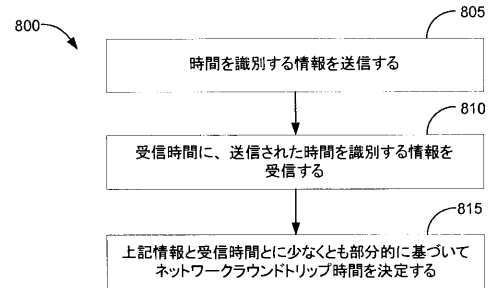 800
805
時間を識別する情報を送信する
810
受信時間に、送信された時間を識別する情報を
受信する
815
上記情報と受信時間とに少なくとも部分的に基づいて
ネットワークラウンドトリップ時間を決定する